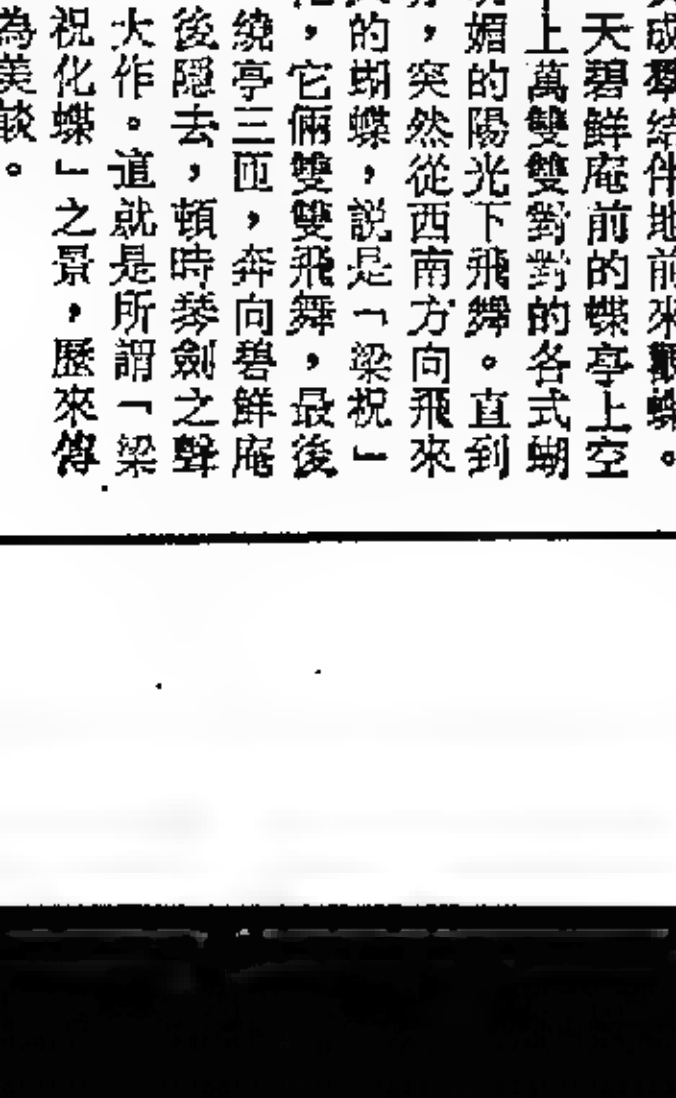 成羣結伴地前來觀蝶。
天碧鮮庵前的蝶亭上空
上萬雙雙對對的各式蝴
媚的陽光下飛舞。直到
，突然從西南方向飛來
的蝴蝶，説是「梁祝」
，它倆雙雙飛舞，最後
繞亭三匝，奔向碧鮮庵
後隱去，頓時琴劍之聲
大作。這就是所謂「梁
祝化蝶」之景，歷來傳
為美談。